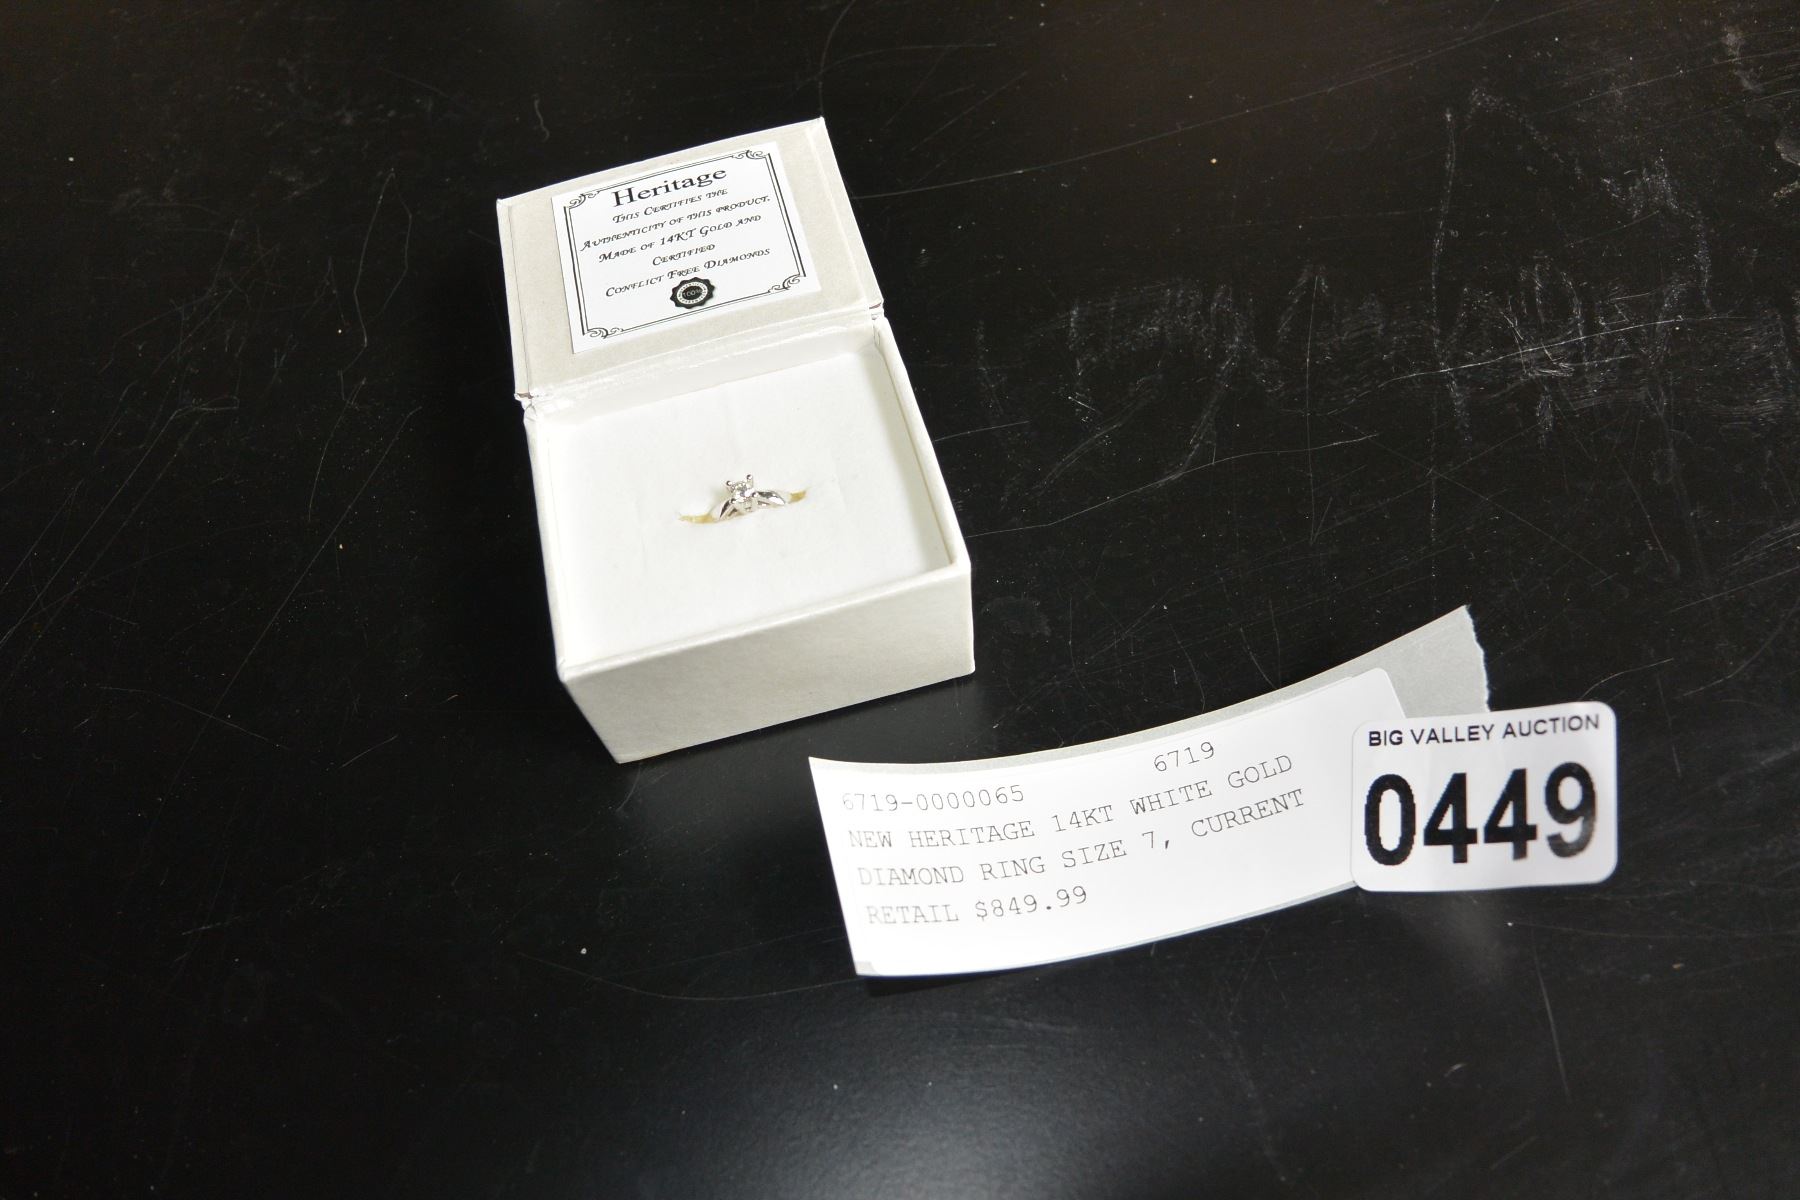 Heritage
This Certifies the
Authenticity of this product.
Made of 14KT Gold and
Certified
Conflict Free Diamonds
100%
6719-0000065 6719
NEW HERITAGE 14KT WHITE GOLD
DIAMOND RING SIZE 7, CURRENT
RETAIL $849.99
BIG VALLEY AUCTION
0449